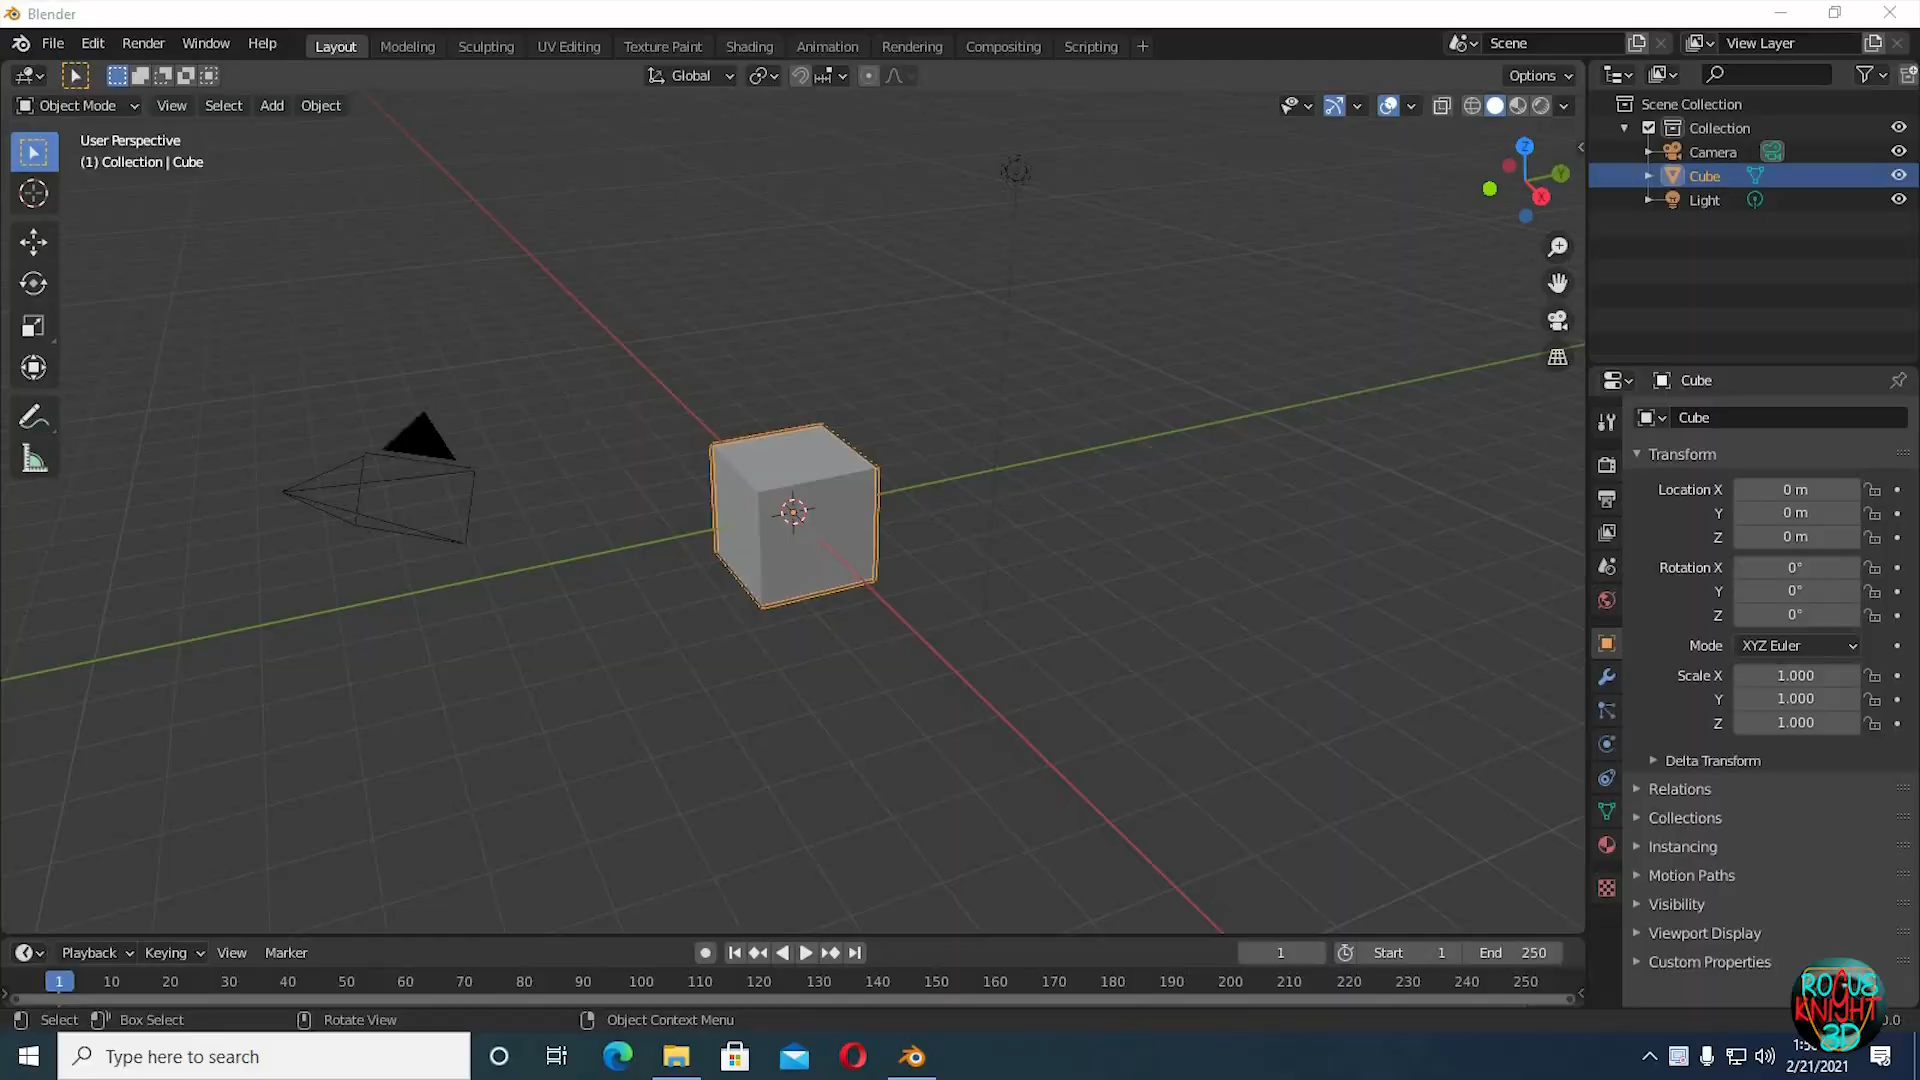 Blender
File Edit Render Window Help Layout Modeling Sculpting UV Editing Texture Paint Shading Animation Rendering Compositing Scripting + Scene View Layer
Global Options
Object Mode View Select Add Object
User Perspective
(1) Collection | Cube
Z
Y
X
Scene Collection
Collection
Camera
Cube
Light
Cube
Cube
Transform
Location X 0 m
Y 0 m
Z 0 m
Rotation X 0°
Y 0°
Z 0°
Mode XYZ Euler
Scale X 1.000
Y 1.000
Z 1.000
Delta Transform
Relations
Collections
Instancing
Motion Paths
Visibility
Viewport Display
Custom Properties
Playback Keying View Marker 1 Start 1 End 250
1 10 20 30 40 50 60 70 80 90 100 110 120 130 140 150 160 170 180 190 200 210 220 230 240 250
Select Box Select Rotate View Object Context Menu
ROGUE
KNIGHT
3D
Type here to search
2/21/2021